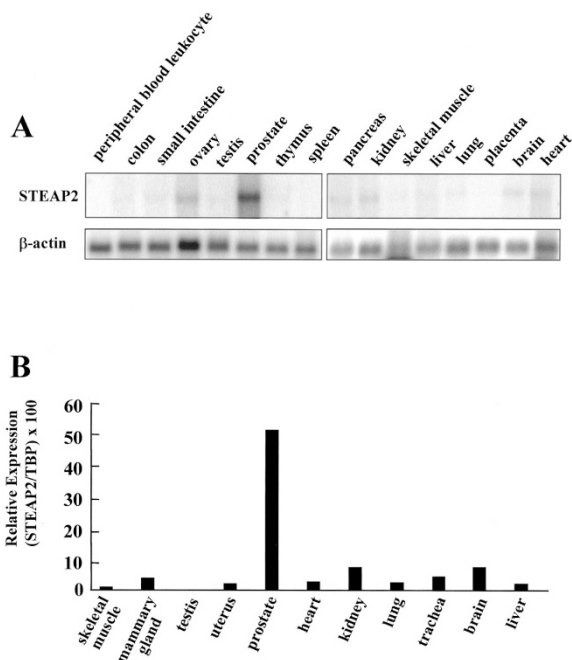 A
peripheral blood leukocyte
colon
small intestine
ovary
testis
prostate
thymus
spleen
pancreas
kidney
skeletal muscle
liver
lung
placenta
brain
heart
STEAP2
β-actin
B
Relative Expression
(STEAP2/TBP) x 100
60
50
40
30
20
10
0
skeletal
muscle
mammary
gland
testis
uterus
prostate
heart
kidney
lung
trachea
brain
liver